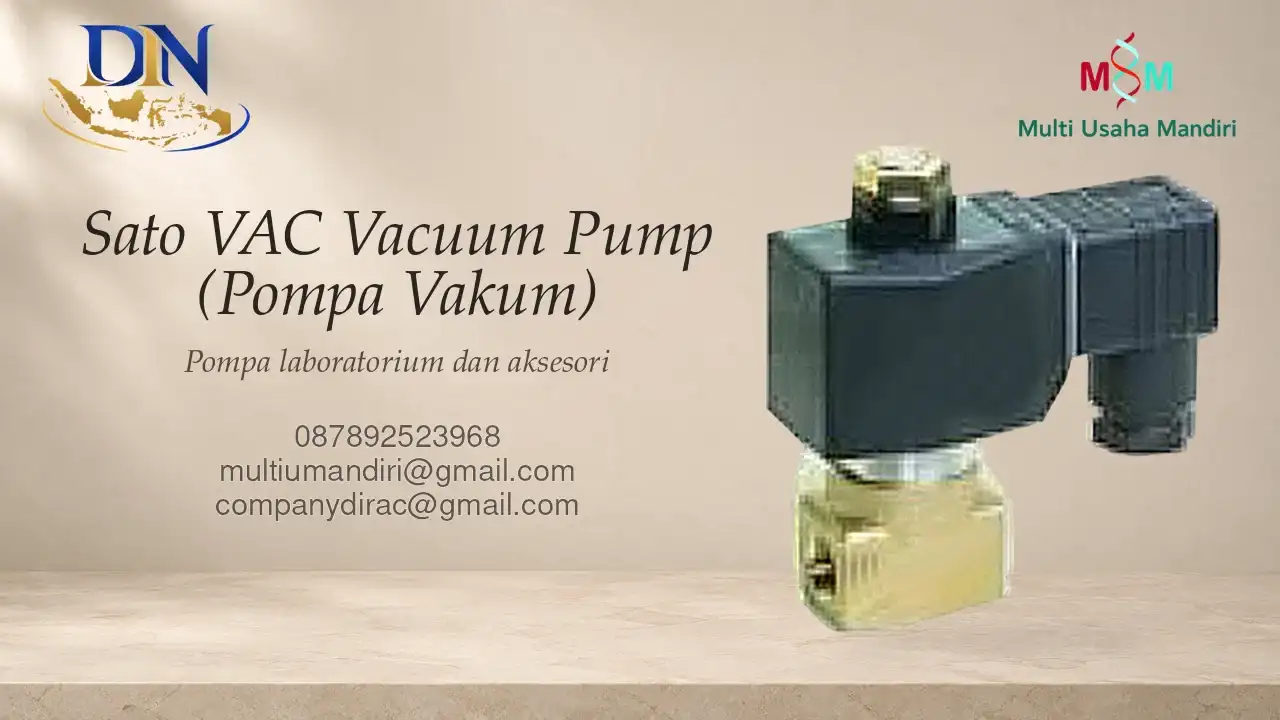 DN
MSM
Multi Usaha Mandiri
Sato VAC Vacuum Pump
(Pompa Vakum)
Pompa laboratorium dan aksesori
087892523968
multiumandiri@gmail.com
companydirac@gmail.com